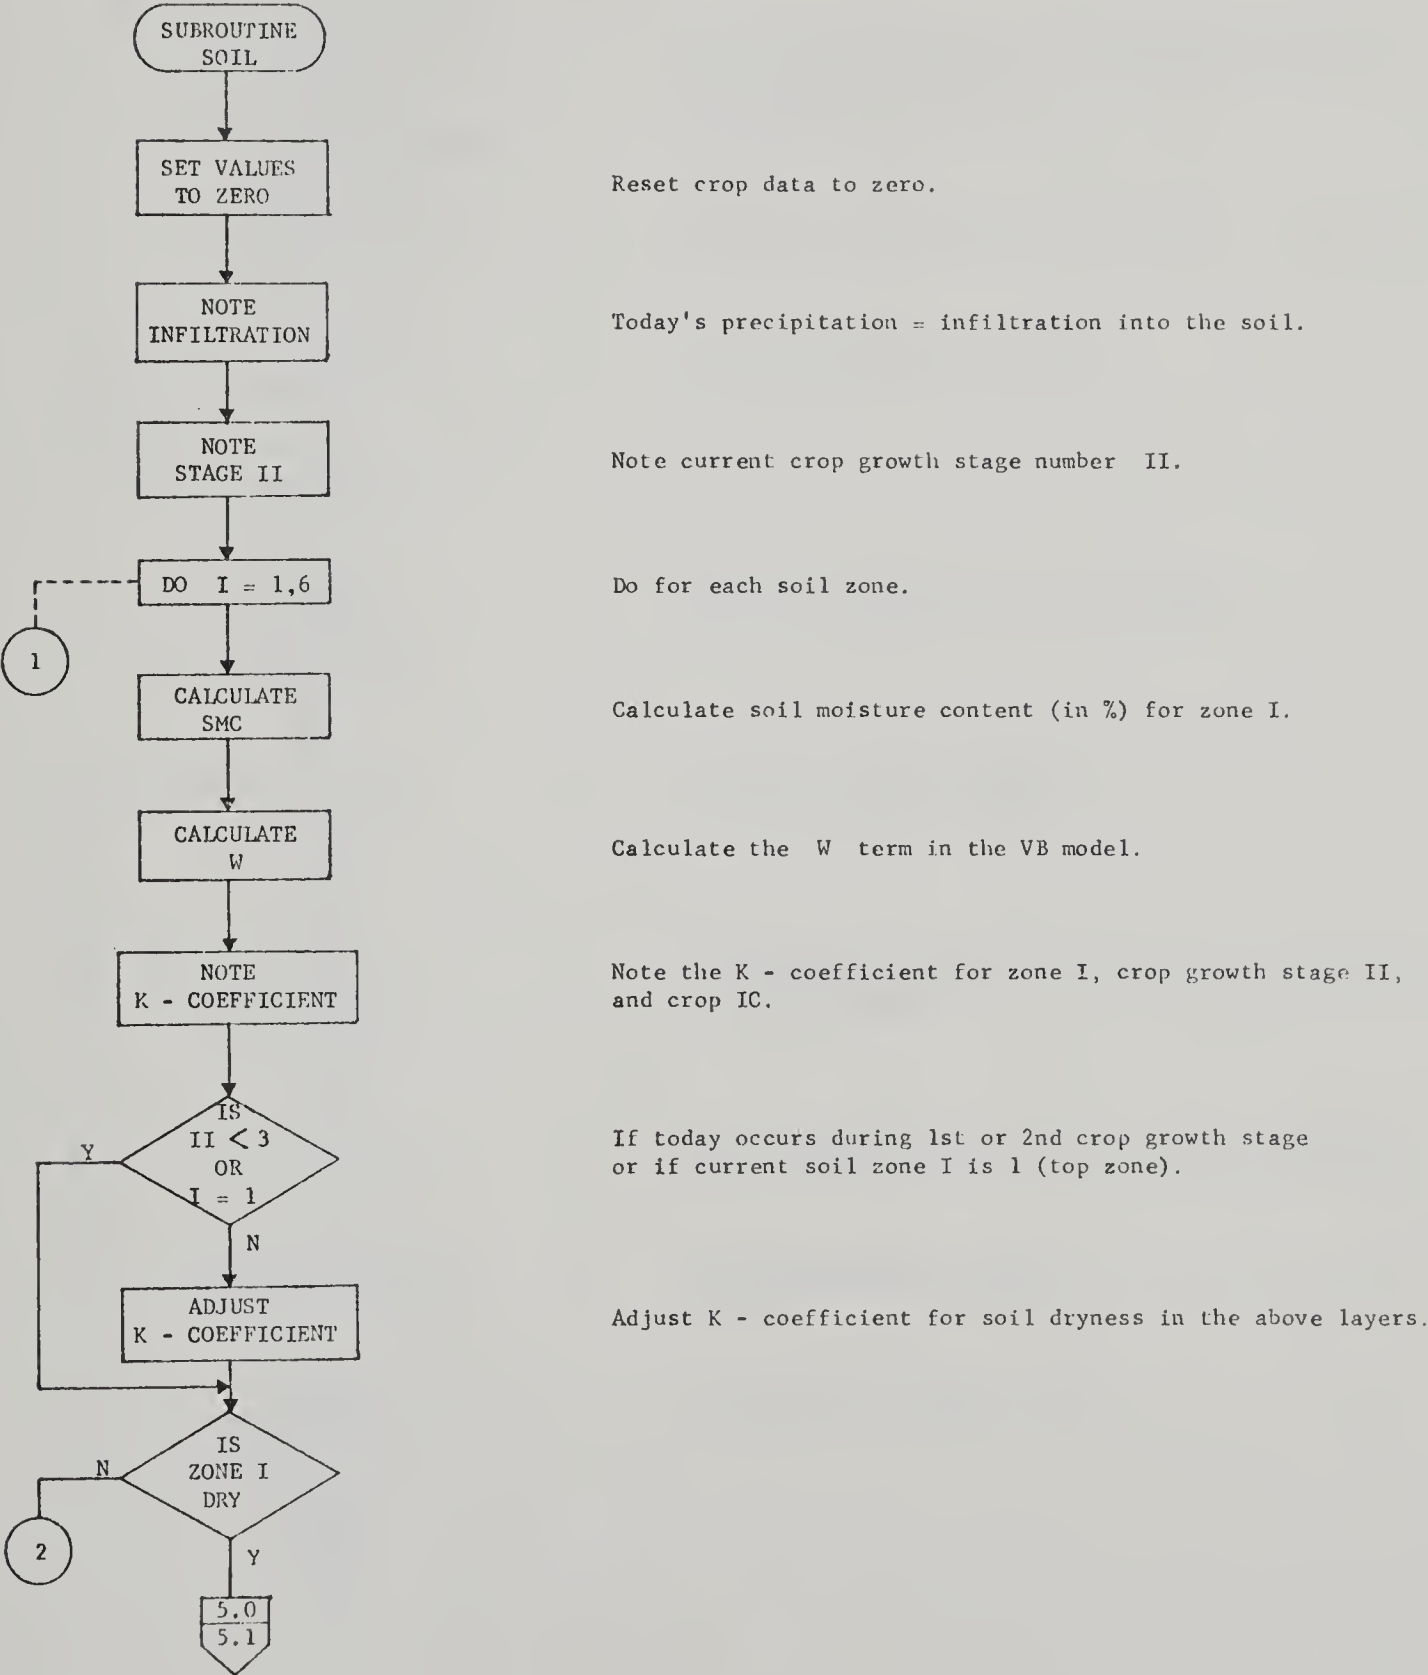 SUBROUTINE
SOIL
SET VALUES
TO ZERO
Reset crop data to zero.
NOTE
INFILTRATION
Today's precipitation = infiltration into the soil.
NOTE
STAGE II
Note current crop growth stage number II.
DO I = 1,6
Do for each soil zone.
1
CALCULATE
SMC
Calculate soil moisture content (in %) for zone I.
CALCULATE
W
Calculate the W term in the VB model.
NOTE
K - COEFFICIENT
Note the K - coefficient for zone I, crop growth stage II,
and crop IC.
IS
II < 3
OR
I = 1
Y
N
If today occurs during 1st or 2nd crop growth stage
or if current soil zone I is 1 (top zone).
ADJUST
K - COEFFICIENT
Adjust K - coefficient for soil dryness in the above layers.
IS
ZONE I
DRY
N
2
Y
5.0
5.1